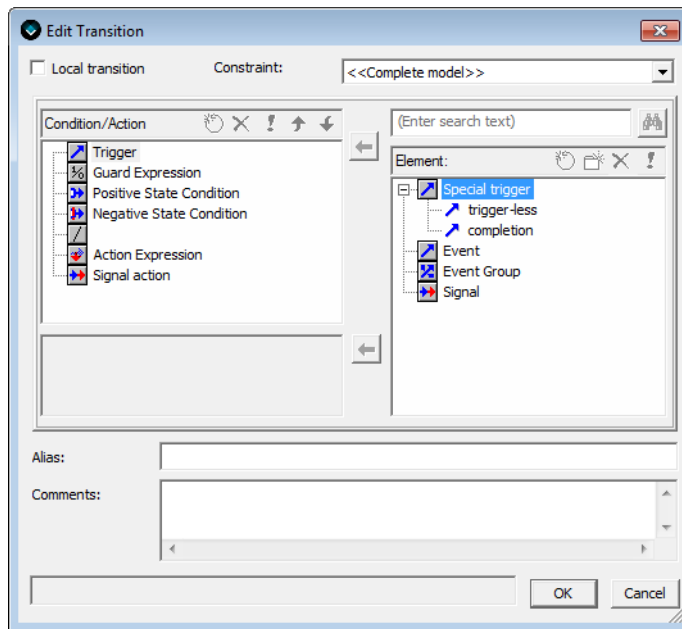 Edit Transition
Local transition
Constraint:
<<Complete model>>
Condition/Action
(Enter search text)
Trigger
Guard Expression
Positive State Condition
Negative State Condition
/
Action Expression
Signal action
Element:
Special trigger
trigger-less
completion
Event
Event Group
Signal
Alias:
Comments:
OK
Cancel